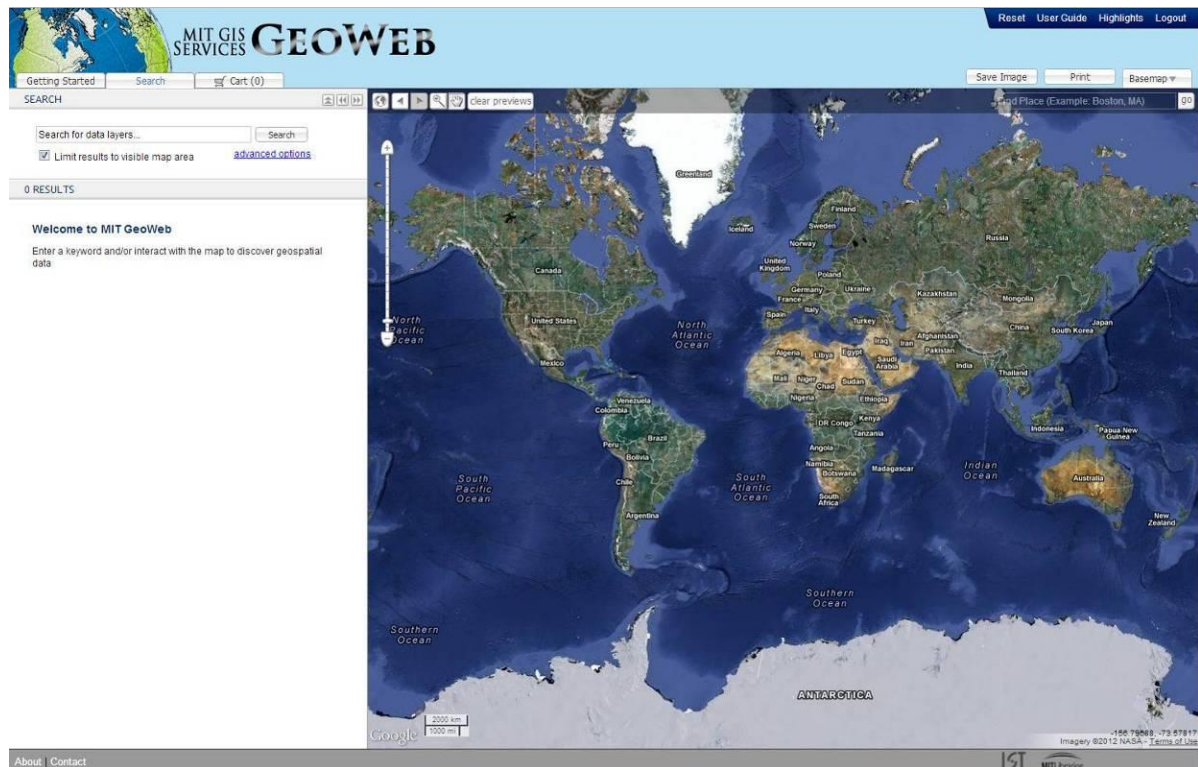 Reset User Guide Highlights Logout
MIT GIS
SERVICES GEOWEB
Getting Started Search Cart (0)
Save Image Print Basemap
SEARCH
clear previews
Place (Example: Boston, MA) go
Search for data layers... Search
Limit results to visible map area advanced options
0 RESULTS
Welcome to MIT GeoWeb
Enter a keyword and/or interact with the map to discover geospatial
data
Greenland
Iceland
Finland
Sweden
Norway
Russia
United
Kingdom
Poland
Germany
Ukraine
France
Kazakhstan
Mongolia
Canada
Spain
Italy
Turkey
United States
North
Pacific
Ocean
North
Atlantic
Ocean
China
South Korea
Japan
Afghanistan
Iraq
Iran
Pakistan
Algeria
Libya
Egypt
Saudi
Arabia
India
Thailand
Mexico
Mali
Niger
Chad
Sudan
Nigeria
Ethiopia
Venezuela
Colombia
DR Congo
Kenya
Tanzania
Indonesia
Papua New
Guinea
Peru
Brazil
Bolivia
Angola
Namibia
Botswana
Madagascar
Indian
Ocean
South
Pacific
Ocean
Chile
South
Atlantic
Ocean
South
Africa
Australia
Argentina
New
Zealand
Southern
Ocean
Southern
Ocean
ANTARCTICA
2000 km
1000 mi
Google
Imagery ©2012 NASA - Terms of Use
About | Contact
IST MIT Libraries